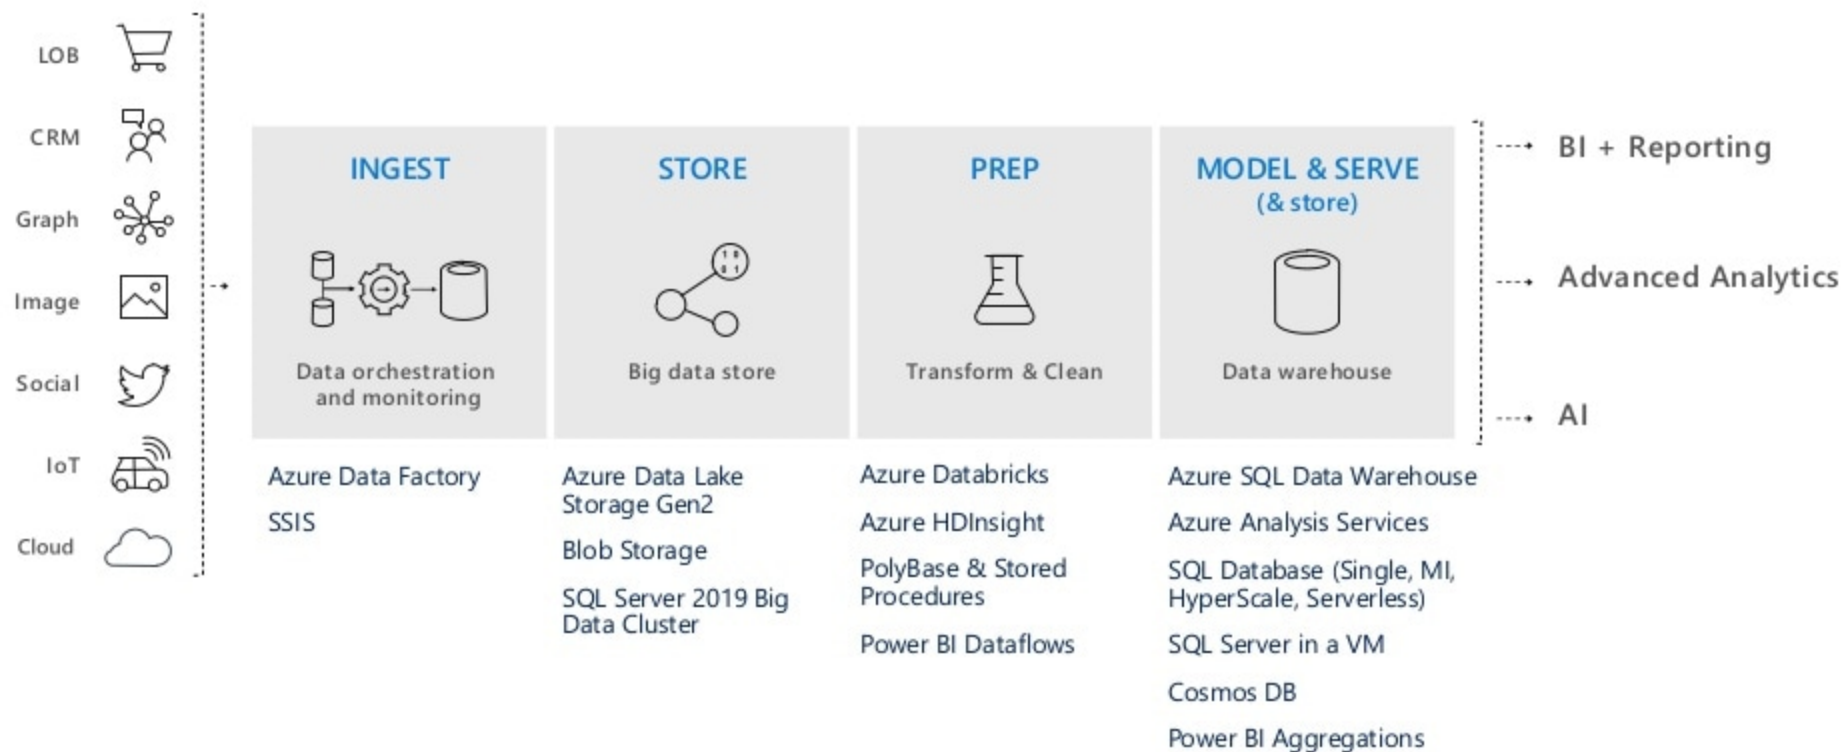 LOB
CRM
Graph
Image
Social
IoT
Cloud
INGEST
Data orchestration
and monitoring
Azure Data Factory
SSIS
STORE
10
01
Big data store
Azure Data Lake
Storage Gen2
Blob Storage
SQL Server 2019 Big
Data Cluster
PREP
Transform & Clean
Azure Databricks
Azure HDInsight
PolyBase & Stored
Procedures
Power BI Dataflows
MODEL & SERVE
(& store)
Data warehouse
Azure SQL Data Warehouse
Azure Analysis Services
SQL Database (Single, MI,
HyperScale, Serverless)
SQL Server in a VM
Cosmos DB
Power BI Aggregations
BI + Reporting
Advanced Analytics
AI